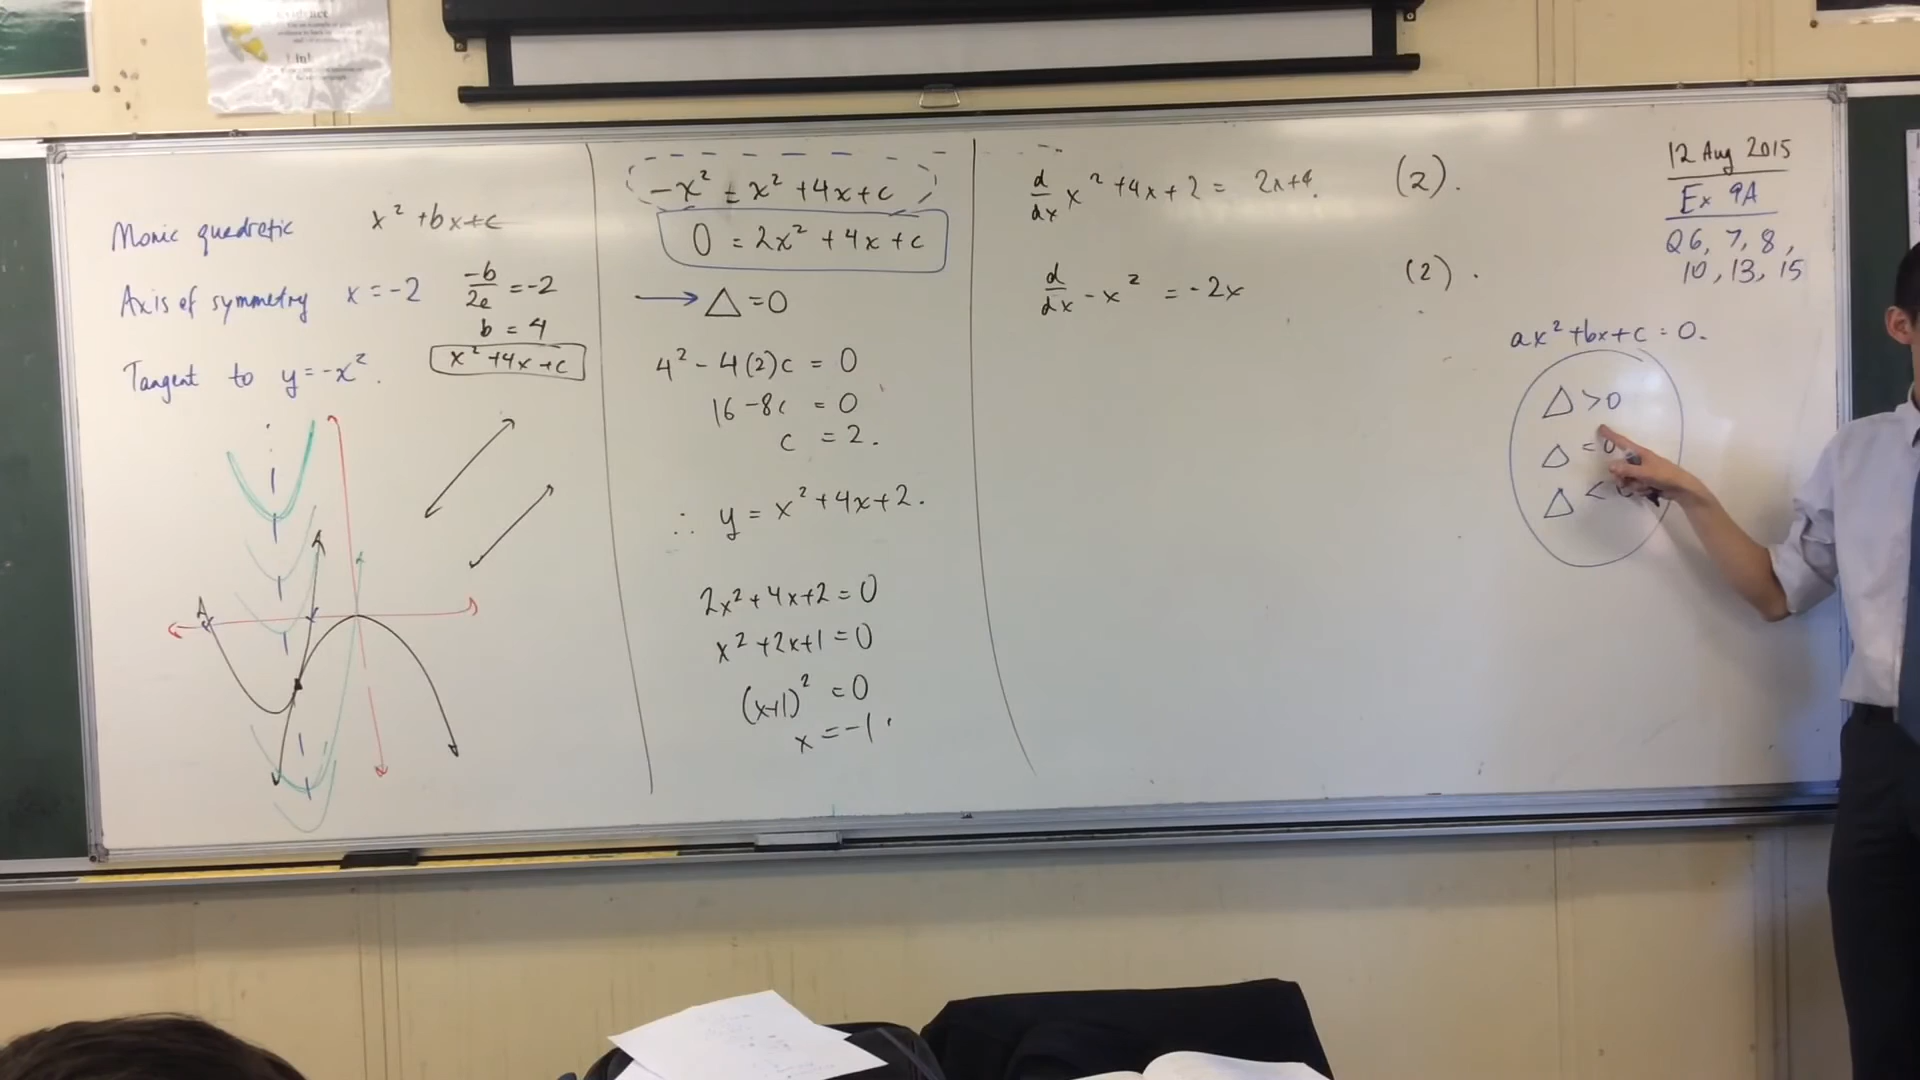 Evidence
Link
Monic quadratic x² + bx + c
Axis of symmetry x = -2 -b/2a = -2
b = 4
x² + 4x + c
Tangent to y = -x².
-x² = x² + 4x + c
0 = 2x² + 4x + c
→ △ = 0
4² - 4(2)c = 0
16 - 8c = 0
c = 2.
∴ y = x² + 4x + 2.
2x² + 4x + 2 = 0
x² + 2x + 1 = 0
(x+1)² = 0
x = -1.
d/dx x² + 4x + 2 = 2x + 4. (2).
d/dx -x² = -2x (2).
12 Aug 2015
Ex 9A
Q6, 7, 8,
10, 13, 15
ax² + bx + c = 0.
△ > 0
△ = 0
△ <